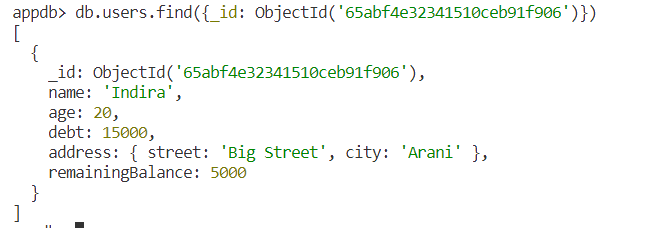 appdb> db.users.find({_id: ObjectId('65abf4e32341510ceb91f906')})
[
  {
    _id: ObjectId('65abf4e32341510ceb91f906'),
    name: 'Indira',
    age: 20,
    debt: 15000,
    address: { street: 'Big Street', city: 'Arani' },
    remainingBalance: 5000
  }
]